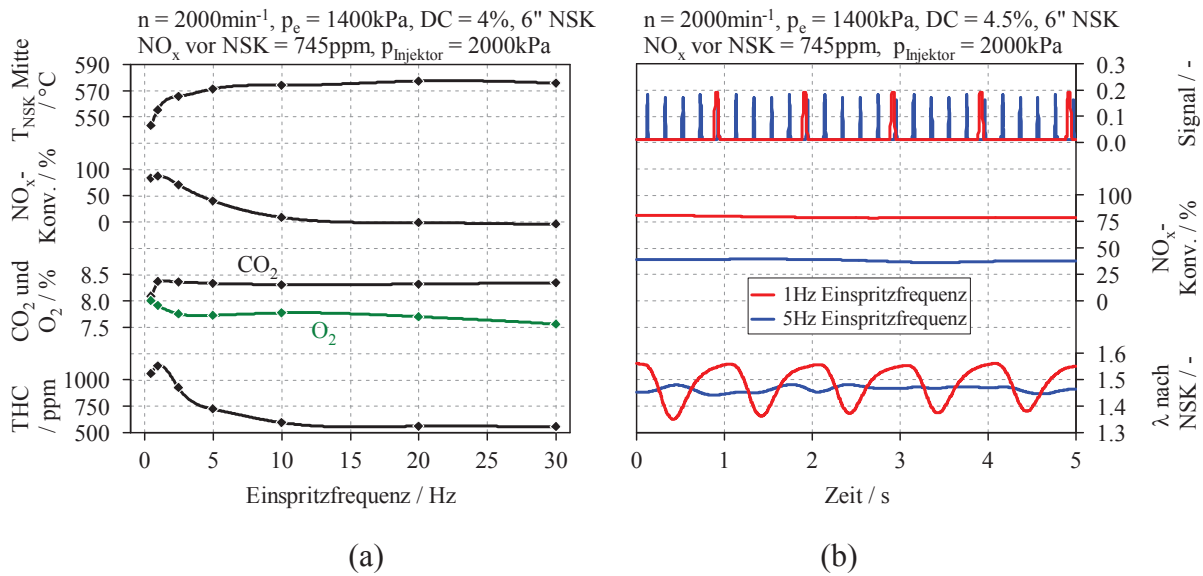 n = 2000min⁻¹, pₑ = 1400kPa, DC = 4%, 6" NSK
NOₓ vor NSK = 745ppm, p_Injektor = 2000kPa
T_NSK Mitte
/ °C
590
570
550
NOₓ-
Konv. / %
100
50
0
CO₂ und
O₂ / %
8.5
8.0
7.5
CO₂
O₂
THC
/ ppm
1000
750
500
0 5 10 15 20 25 30
Einspritzfrequenz / Hz
(a)
n = 2000min⁻¹, pₑ = 1400kPa, DC = 4.5%, 6" NSK
NOₓ vor NSK = 745ppm, p_Injektor = 2000kPa
0.3
0.2
0.1
0.0
Signal / -
100
75
50
25
0
NOₓ-
Konv. / %
1Hz Einspritzfrequenz
5Hz Einspritzfrequenz
1.6
1.5
1.4
1.3
λ nach
NSK / -
0 1 2 3 4 5
Zeit / s
(b)